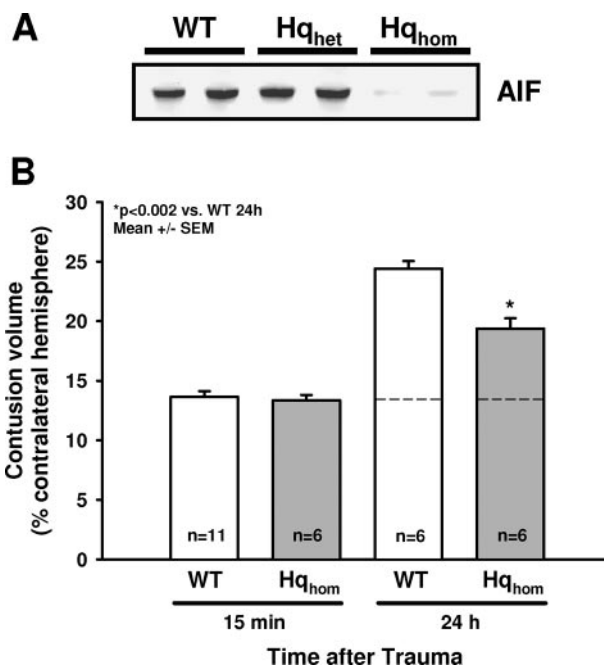 A
WT Hqhet Hqhom
AIF
B
*p<0.002 vs. WT 24h
Mean +/- SEM
Contusion volume
(% contralateral hemisphere)
30
25
20
15
10
5
0
*
n=11 n=6 n=6 n=6
WT Hqhom WT Hqhom
15 min 24 h
Time after Trauma